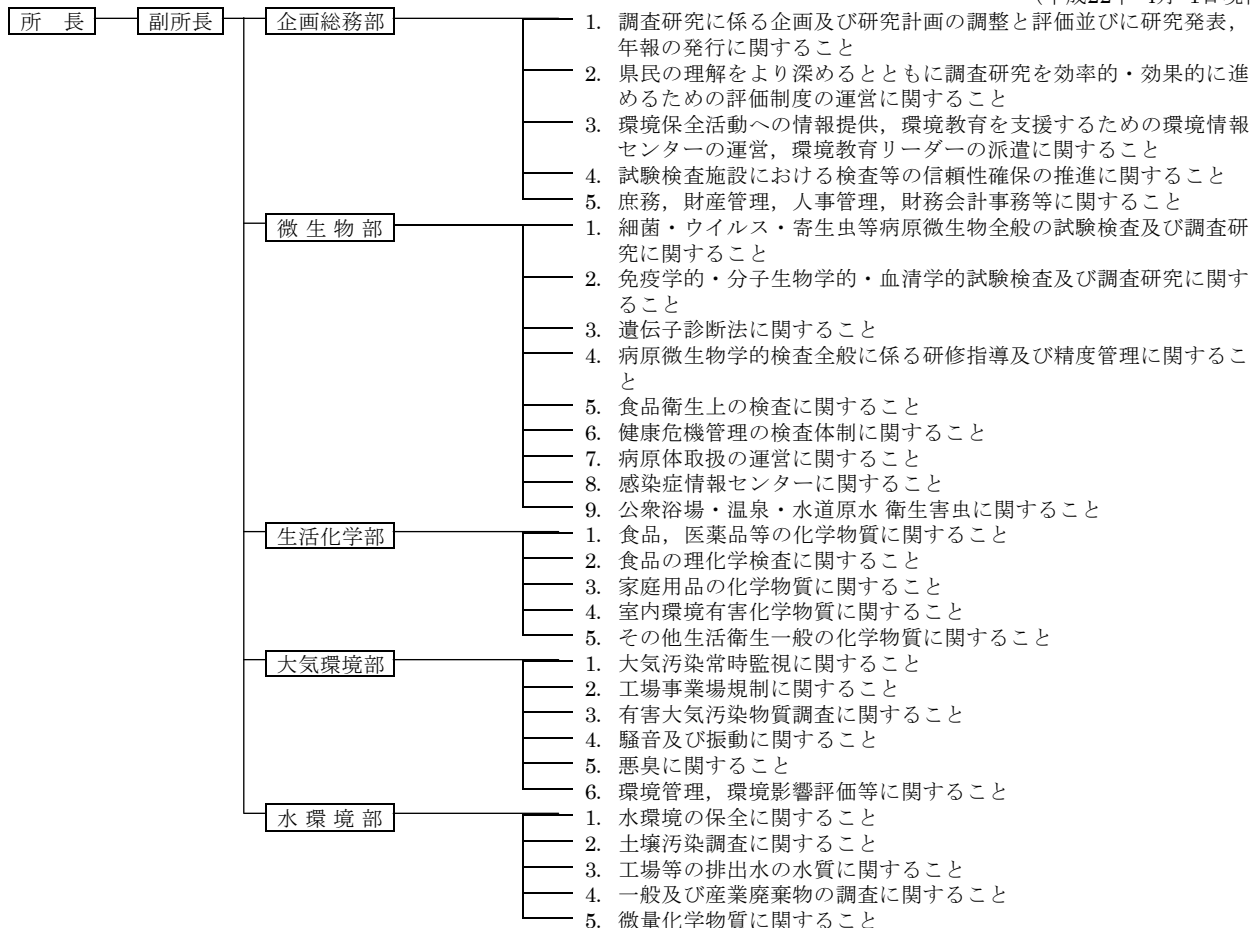 (平成22年 4月 1日現在
所　長　副所長　企画総務部　1. 調査研究に係る企画及び研究計画の調整と評価並びに研究発表，
年報の発行に関すること
2. 県民の理解をより深めるとともに調査研究を効率的・効果的に進
めるための評価制度の運営に関すること
3. 環境保全活動への情報提供，環境教育を支援するための環境情報
センターの運営，環境教育リーダーの派遣に関すること
4. 試験検査施設における検査等の信頼性確保の推進に関すること
5. 庶務，財産管理，人事管理，財務会計事務等に関すること
微 生 物 部　1. 細菌・ウイルス・寄生虫等病原微生物全般の試験検査及び調査研
究に関すること
2. 免疫学的・分子生物学的・血清学的試験検査及び調査研究に関す
ること
3. 遺伝子診断法に関すること
4. 病原微生物学的検査全般に係る研修指導及び精度管理に関するこ
と
5. 食品衛生上の検査に関すること
6. 健康危機管理の検査体制に関すること
7. 病原体取扱の運営に関すること
8. 感染症情報センターに関すること
9. 公衆浴場・温泉・水道原水 衛生害虫に関すること
生活化学部　1. 食品，医薬品等の化学物質に関すること
2. 食品の理化学検査に関すること
3. 家庭用品の化学物質に関すること
4. 室内環境有害化学物質に関すること
5. その他生活衛生一般の化学物質に関すること
大気環境部　1. 大気汚染常時監視に関すること
2. 工場事業場規制に関すること
3. 有害大気汚染物質調査に関すること
4. 騒音及び振動に関すること
5. 悪臭に関すること
6. 環境管理，環境影響評価等に関すること
水 環 境 部　1. 水環境の保全に関すること
2. 土壌汚染調査に関すること
3. 工場等の排出水の水質に関すること
4. 一般及び産業廃棄物の調査に関すること
5. 微量化学物質に関すること